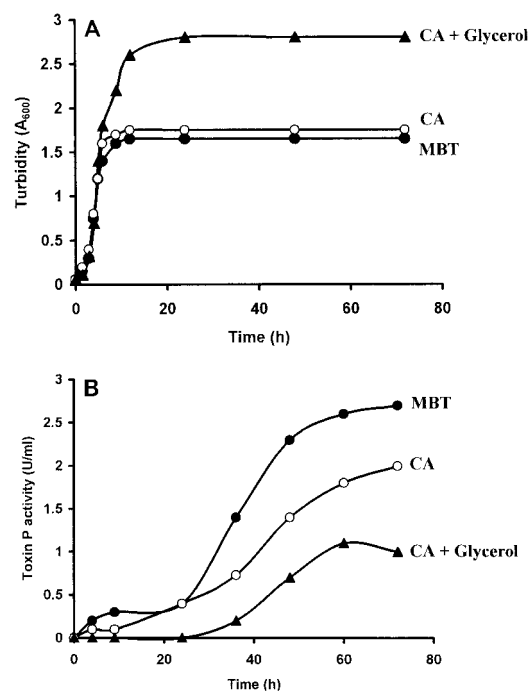 A
3
2.5
2
1.5
1
0.5
0
Turbidity (A600)
CA + Glycerol
CA
MBT
0 20 40 60 80
Time (h)
B
3
2.5
2
1.5
1
0.5
0
Toxin P activity (U/ml)
MBT
CA
CA + Glycerol
0 20 40 60 80
Time (h)